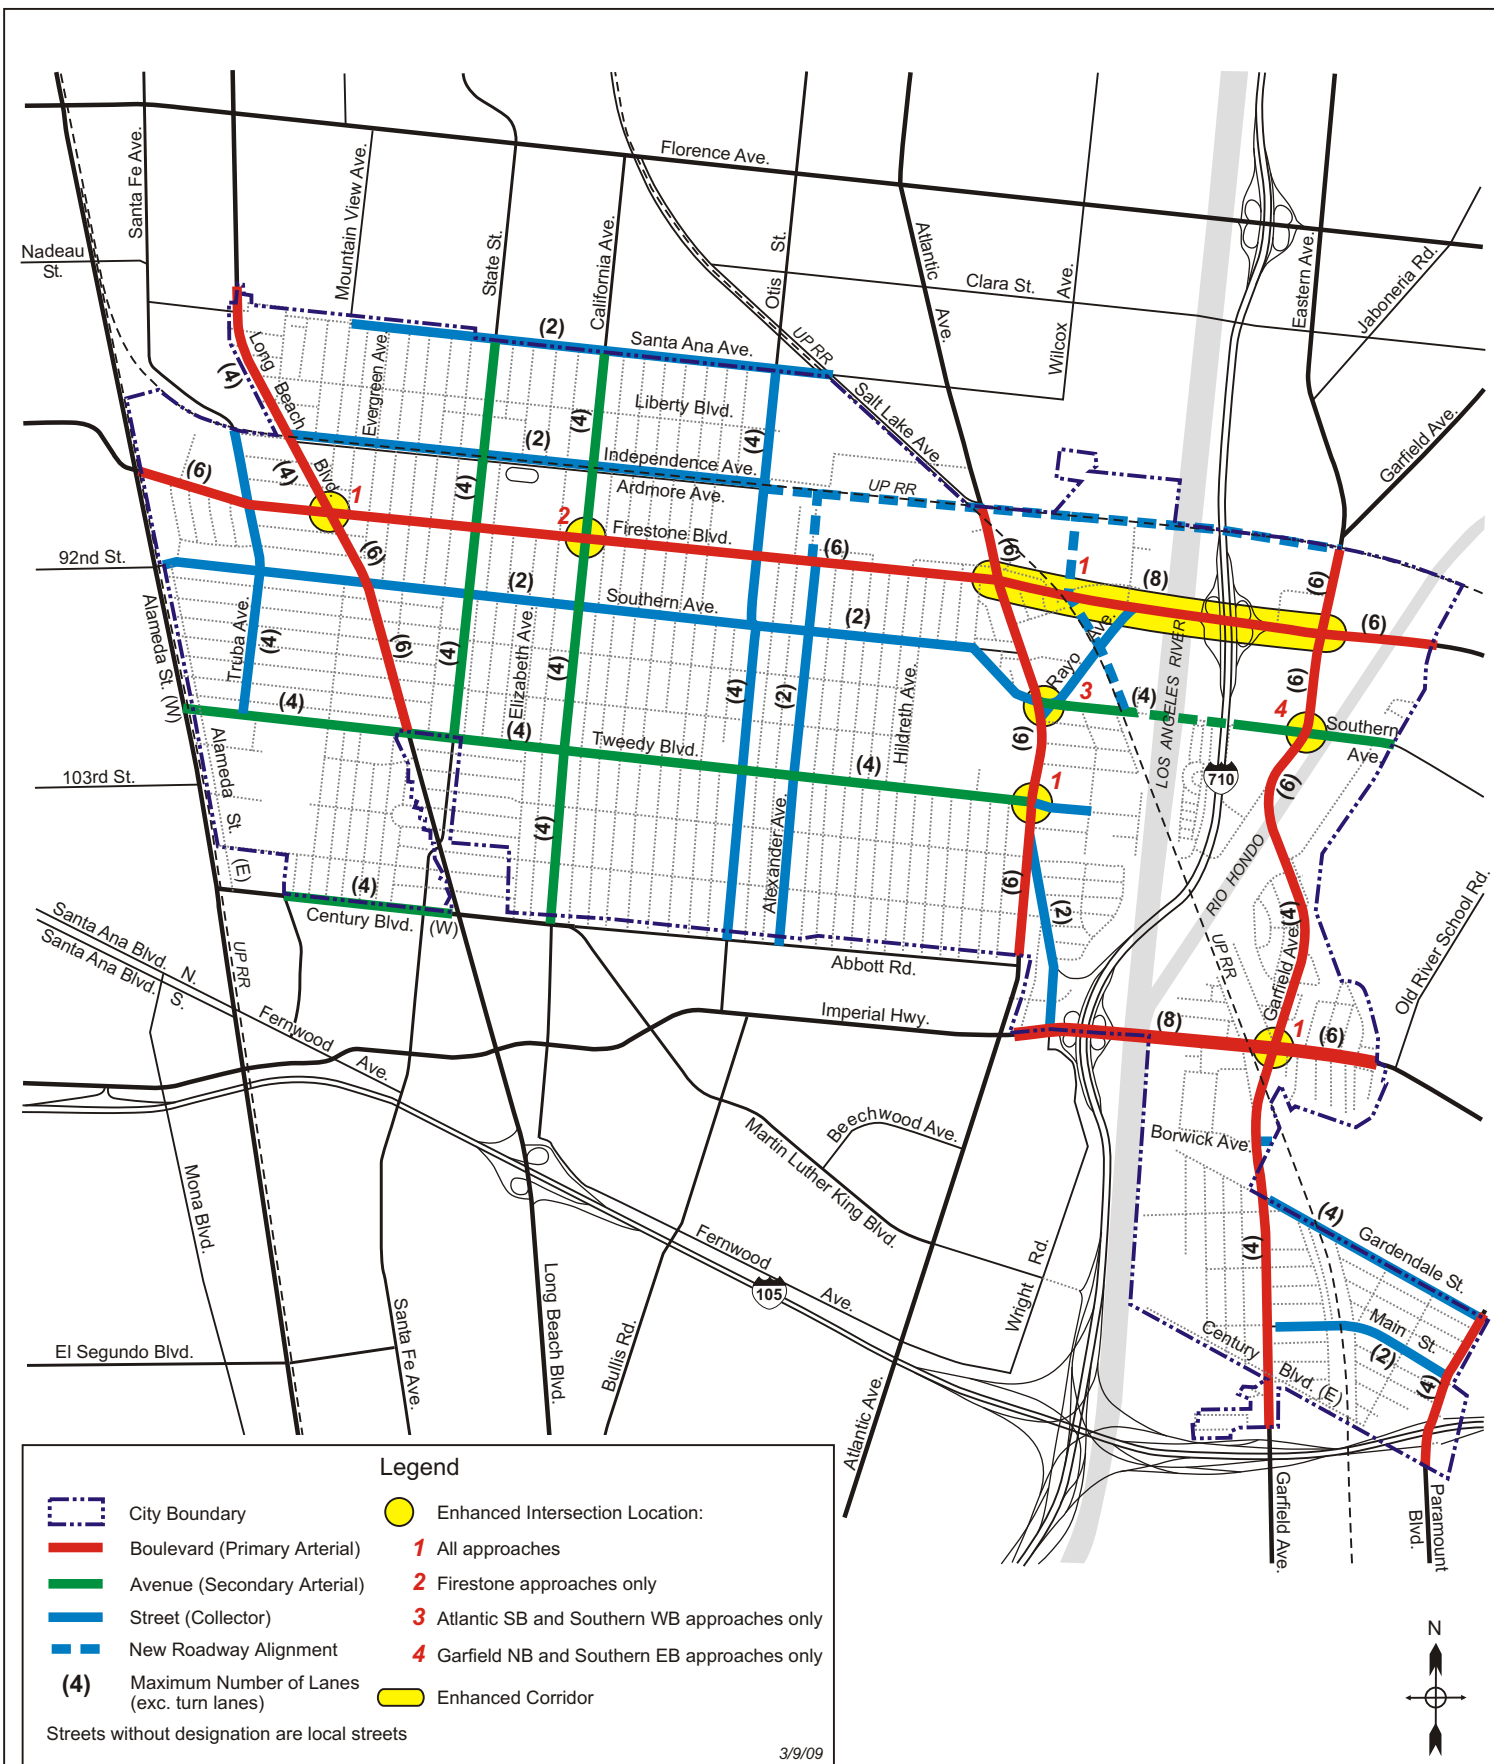 Florence Ave.
Santa Fe Ave.
Mountain View Ave.
State St.
California Ave.
Otis St.
Atlantic Ave.
Clara St.
Wilcox Ave.
Eastern Ave.
Jaboneria Rd.
Nadeau St.
UP RR
Salt Lake Ave.
Garfield Ave.
Long Beach Blvd.
(4)
(2)
Santa Ana Ave.
Evergreen Ave.
Liberty Blvd.
(4)
(4)
(2)
Independence Ave.
Ardmore Ave.
UP RR
(6)
(4)
1
(4)
2
Firestone Blvd.
(6)
(6)
1
(8)
(6)
(6)
92nd St.
(6)
(2)
Southern Ave.
(2)
Truba Ave.
(4)
(6)
(4)
Elizabeth Ave.
(4)
(4)
(2)
Hildreth Ave.
Rayo Ave.
3
(4)
LOS ANGELES RIVER
(6)
4
Southern Ave.
Alameda St. (W)
(4)
(4)
Tweedy Blvd.
(4)
(6)
1
710
(6)
103rd St.
Alameda St. (E)
(4)
Alexander Ave.
(6)
(2)
RIO HONDO
(4)
Century Blvd. (W)
Abbott Rd.
UP RR
(4)
Garfield Ave.
Old River School Rd.
Santa Ana Blvd. N.
Santa Ana Blvd. S.
UP RR
Fernwood Ave.
Imperial Hwy.
(8)
1
(6)
Mona Blvd.
Martin Luther King Blvd.
Beechwood Ave.
Borwick Ave.
(4)
Gardendale St.
(4)
Fernwood Ave.
105
Wright Rd.
Century Blvd. (E)
Main St.
(2)
(4)
El Segundo Blvd.
Santa Fe Ave.
Long Beach Blvd.
Bullis Rd.
Atlantic Ave.
Garfield Ave.
Paramount Blvd.
Legend
City Boundary
Boulevard (Primary Arterial)
Avenue (Secondary Arterial)
Street (Collector)
New Roadway Alignment
(4) Maximum Number of Lanes
(exc. turn lanes)
Streets without designation are local streets
Enhanced Intersection Location:
1 All approaches
2 Firestone approaches only
3 Atlantic SB and Southern WB approaches only
4 Garfield NB and Southern EB approaches only
Enhanced Corridor
3/9/09
N